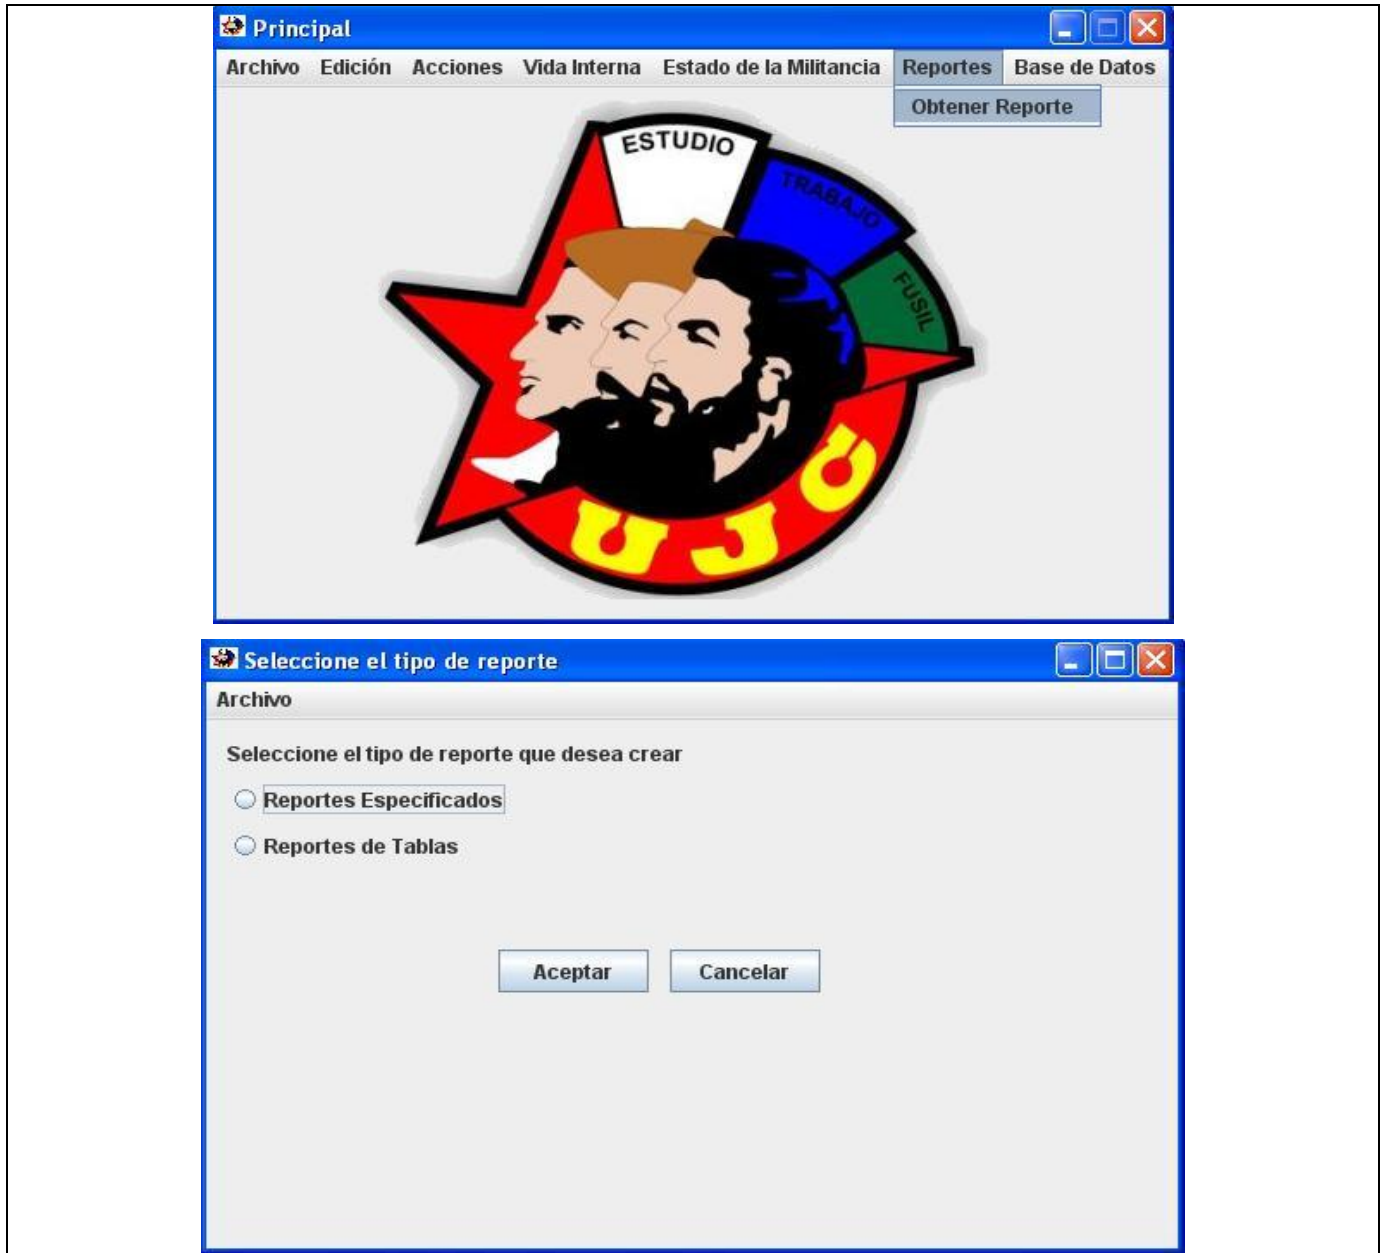 Principal
Archivo Edición Acciones Vida Interna Estado de la Militancia Reportes Base de Datos
Obtener Reporte
ESTUDIO
TRABAJO
FUSIL
UJC
Seleccione el tipo de reporte
Archivo
Seleccione el tipo de reporte que desea crear
Reportes Especificados
Reportes de Tablas
Aceptar Cancelar